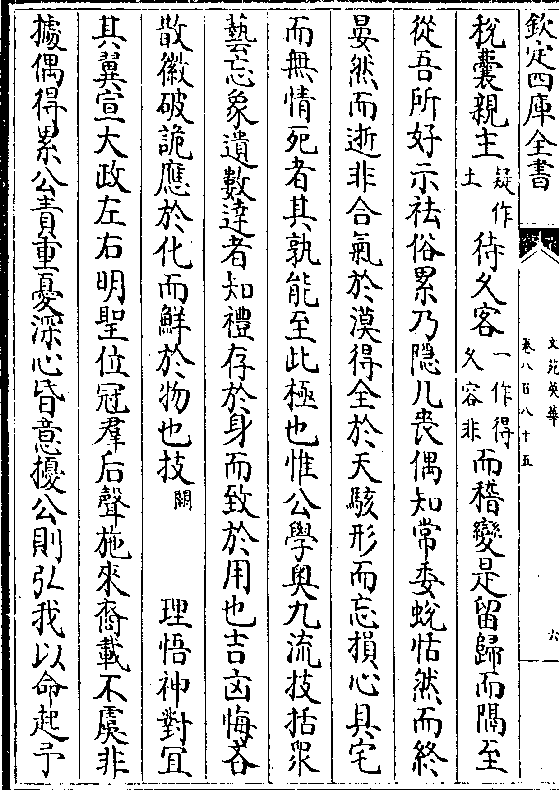 欽定四庫全書
文苑英華
卷八百八十五
六
稅囊親主疑作土待久客一作得久容非而稽變是留歸而隔至
從吾所好示袪俗累乃隠几喪偶知常委蛻恬然而終
晏然而逝非合氣於漠得全於天駭形而忘損心具宅
而無情死者其孰能至此極也惟公學奥九流技括衆
藝忘象遺數達者知禮存於身而致於用也吉凶悔吝
散徽破詭應於化而鮮於物也技闕理悟神對冝
其翼宣大政左右明聖位冠羣后聲施來裔載不虞非
據偶得累公責重憂深心昏意擾公則弘我以命起予